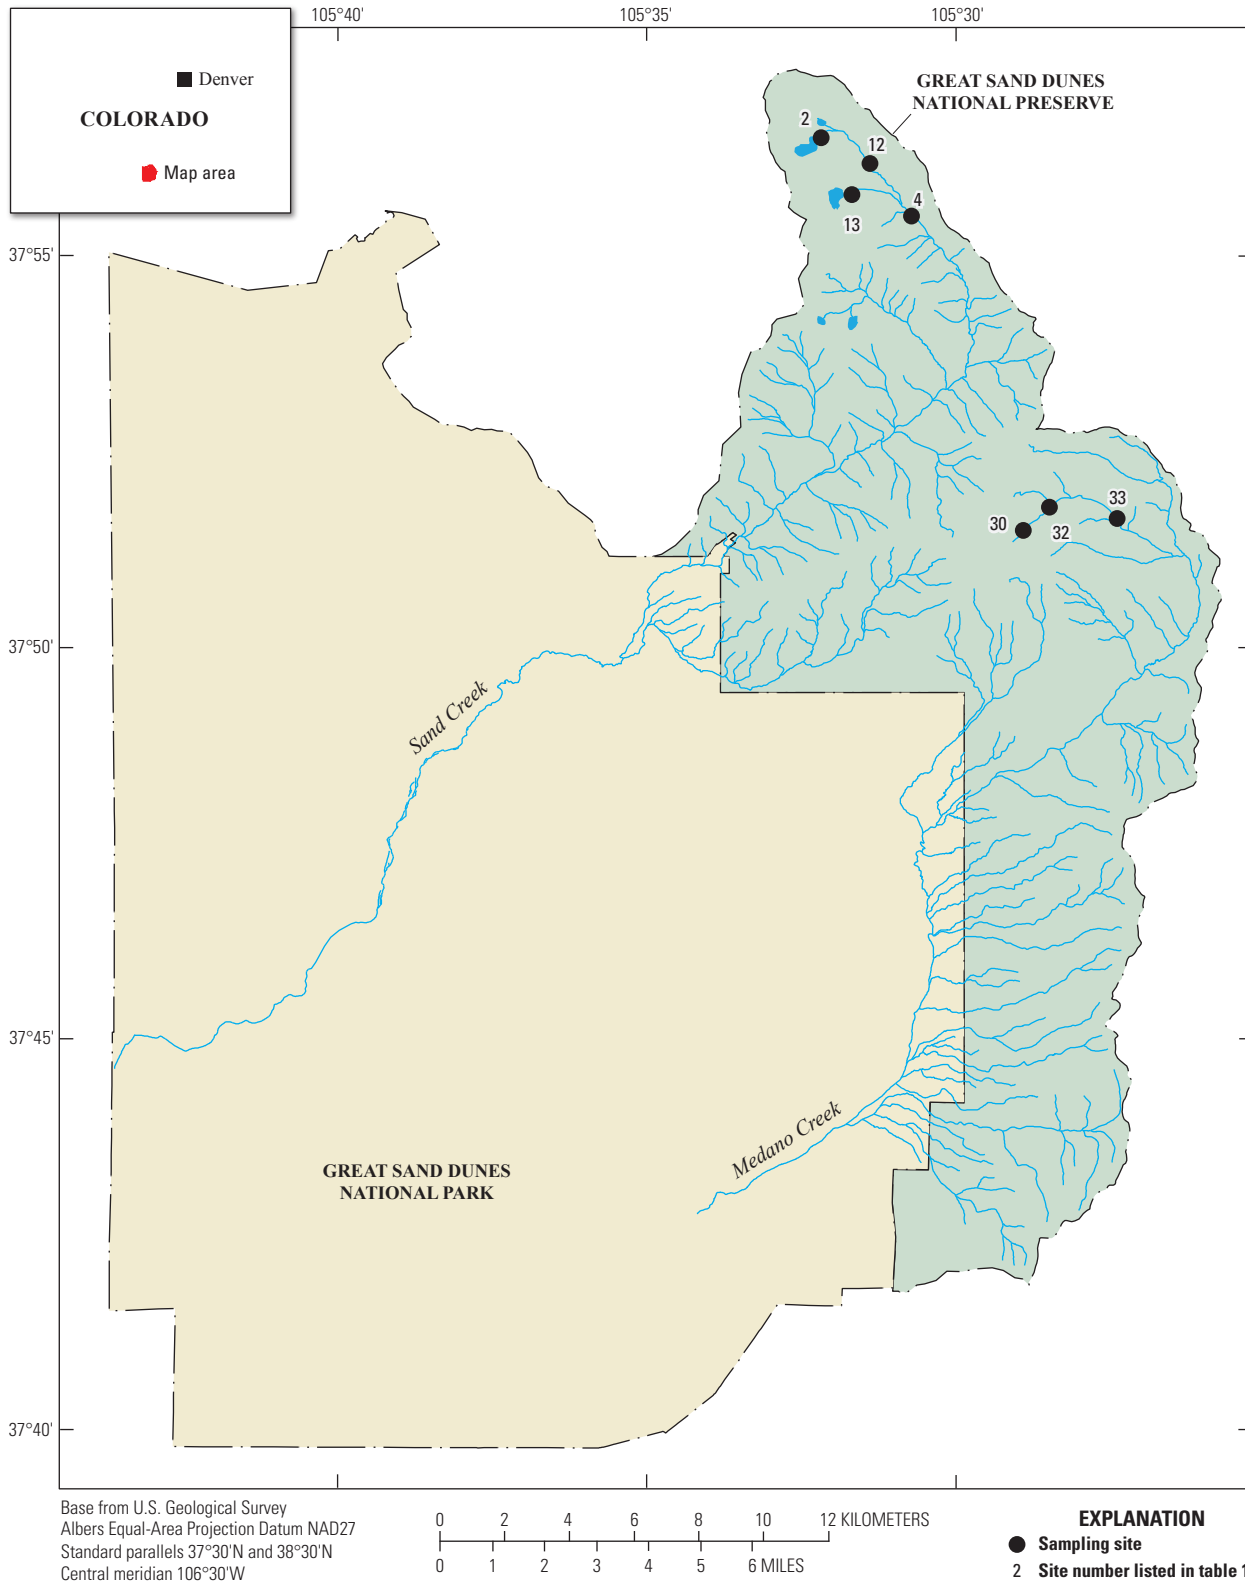 105°40'
105°35'
105°30'
Denver
COLORADO
Map area
GREAT SAND DUNES
NATIONAL PRESERVE
2
12
13
4
37°55'
30
32
33
37°50'
Sand Creek
37°45'
Medano Creek
GREAT SAND DUNES
NATIONAL PARK
37°40'
Base from U.S. Geological Survey
Albers Equal-Area Projection Datum NAD27
Standard parallels 37°30'N and 38°30'N
Central meridian 106°30'W
0 2 4 6 8 10 12 KILOMETERS
0 1 2 3 4 5 6 MILES
EXPLANATION
Sampling site
2 Site number listed in table 1